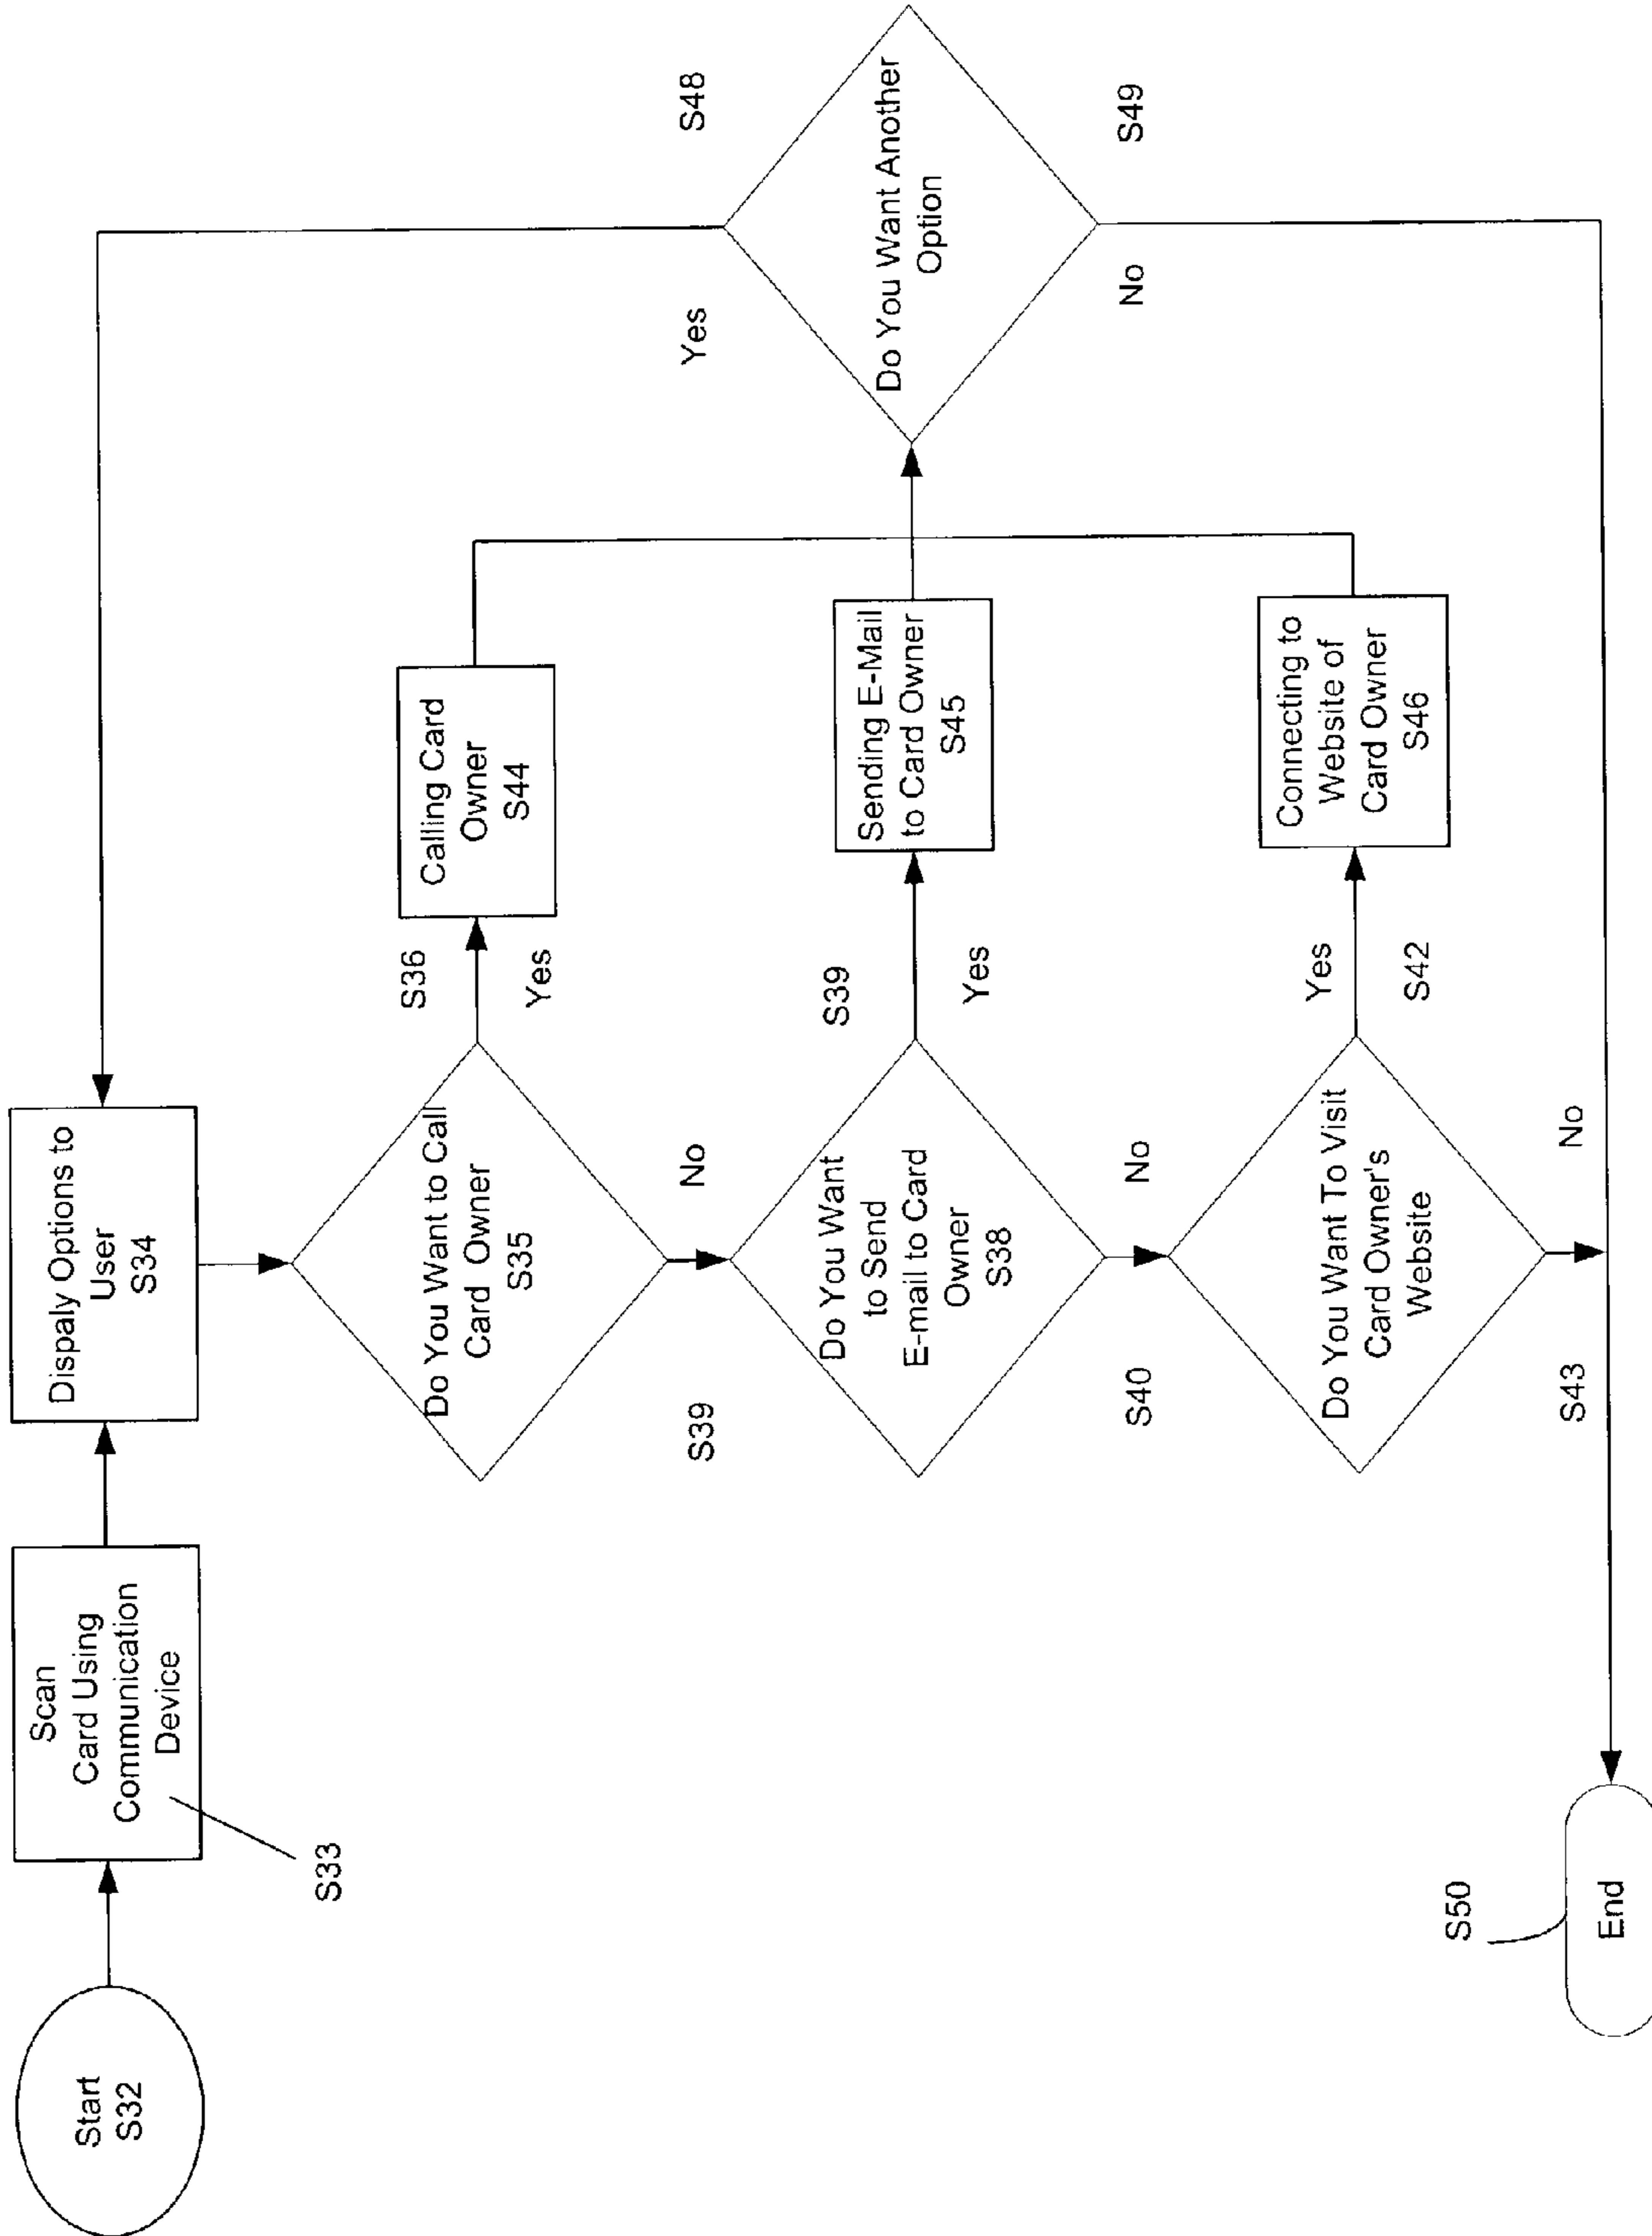 Start
S32
Scan
Card Using
Communication
Device
S33
Dispaly Options to
User
S34
Do You Want to Call
Card Owner
S35
S36
Yes
Calling Card
Owner
S44
S39
No
Do You Want
to Send
E-mail to Card
Owner
S38
S39
Yes
Sending E-Mail
to Card Owner
S45
S40
No
Do You Want To Visit
Card Owner's
Website
Yes
S42
Connecting to
Website of
Card Owner
S46
S43
No
S48
Yes
Do You Want Another
Option
No
S49
S50
End